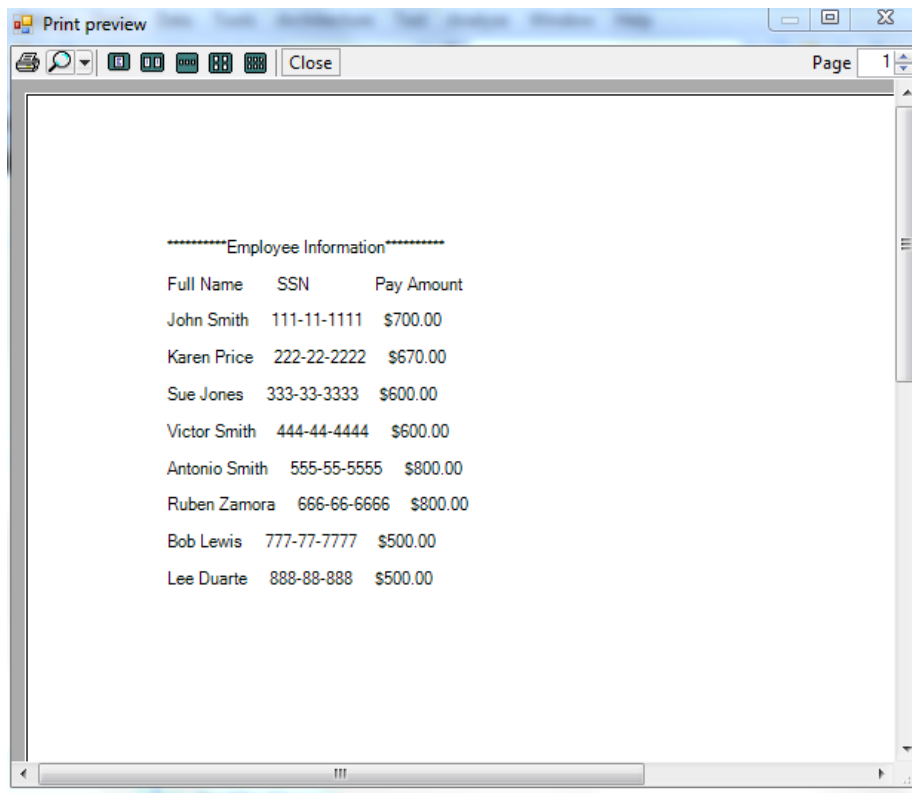 Print preview
Close Page 1
**********Employee Information**********
Full Name SSN Pay Amount
John Smith 111-11-1111 $700.00
Karen Price 222-22-2222 $670.00
Sue Jones 333-33-3333 $600.00
Victor Smith 444-44-4444 $600.00
Antonio Smith 555-55-5555 $800.00
Ruben Zamora 666-66-6666 $800.00
Bob Lewis 777-77-7777 $500.00
Lee Duarte 888-88-888 $500.00